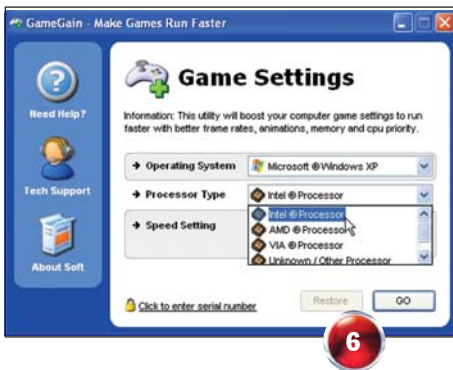 GameGain - Make Games Run Faster
Need Help?
Tech Support
About Soft
Game Settings
Information: This utility will boost your computer game settings to run
faster with better frame rates, animations, memory and cpu priority.
Operating System
Microsoft ® Windows XP
Processor Type
Intel ® Processor
Intel ® Processor
AMD ® Processor
VIA ® Processor
Unknown / Other Processor
Speed Setting
Click to enter serial number
Restore
GO
6